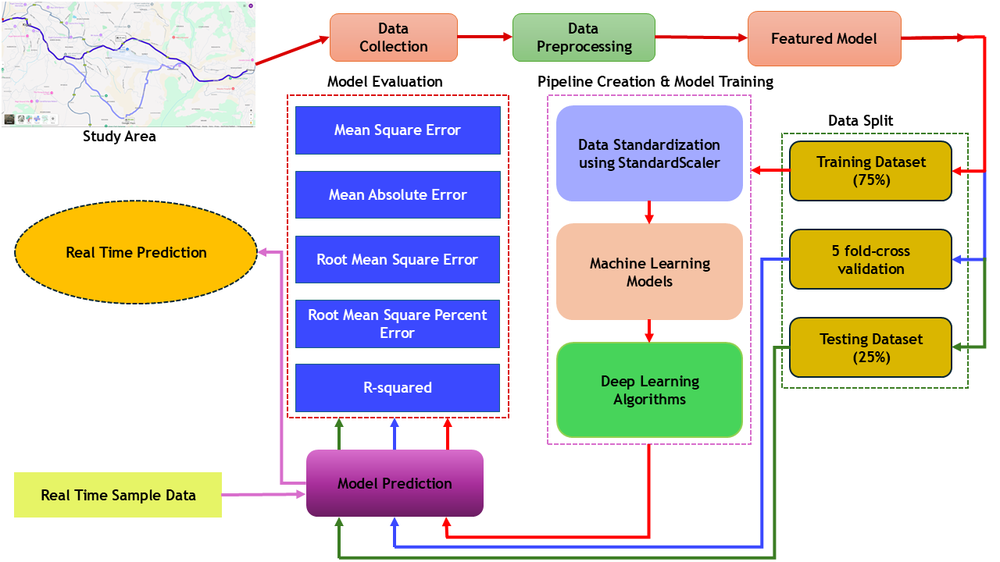 Data
Collection
Data
Preprocessing
Featured Model
Study Area
Model Evaluation
Mean Square Error
Mean Absolute Error
Root Mean Square Error
Root Mean Square Percent
Error
R-squared
Pipeline Creation & Model Training
Data Standardization
using StandardScaler
Machine Learning
Models
Deep Learning
Algorithms
Data Split
Training Dataset
(75%)
5 fold-cross
validation
Testing Dataset
(25%)
Real Time Prediction
Real Time Sample Data
Model Prediction